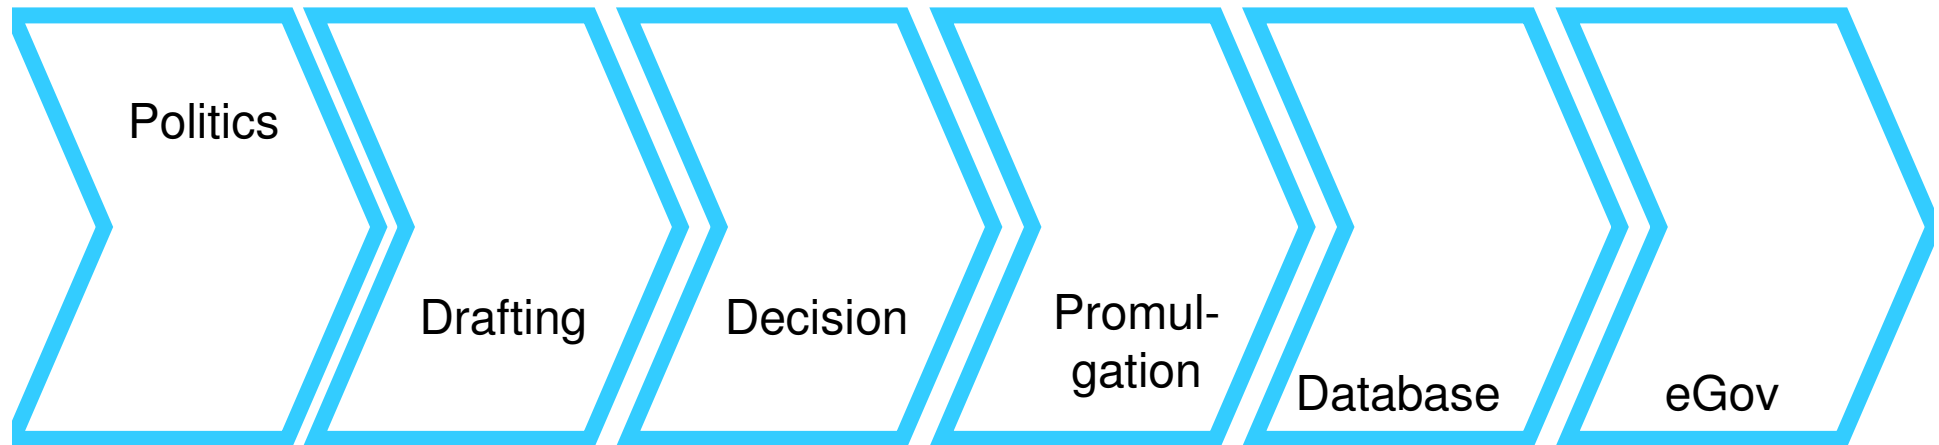 Politics
Drafting
Decision
Promul-
gation
Database
eGov